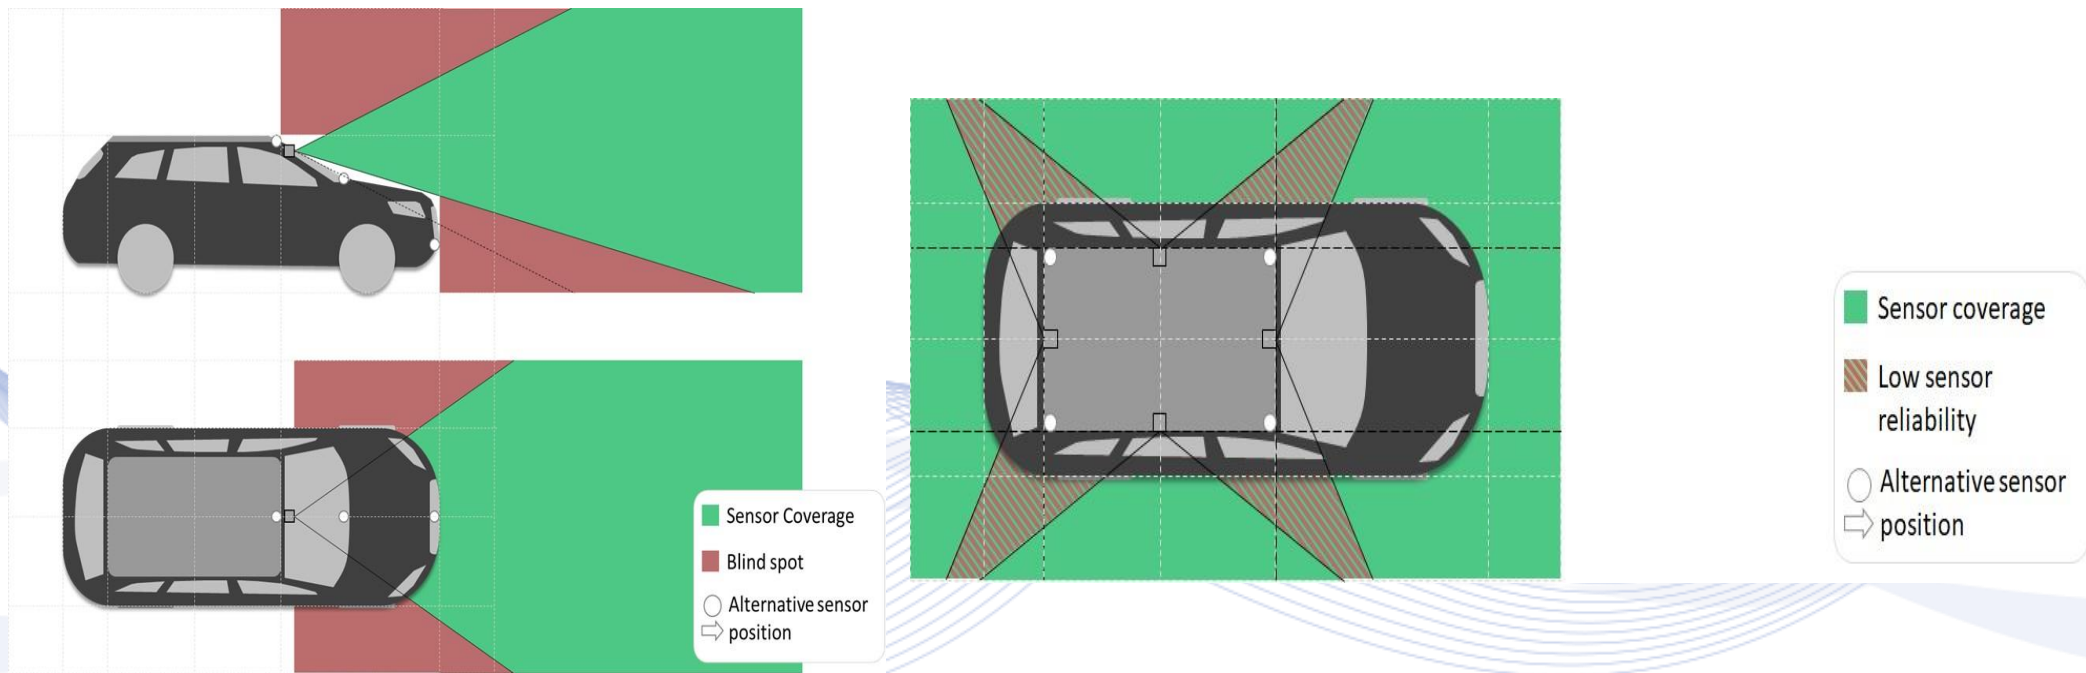 Sensor Coverage
Blind spot
Alternative sensor
position
Sensor coverage
Low sensor
reliability
Alternative sensor
position